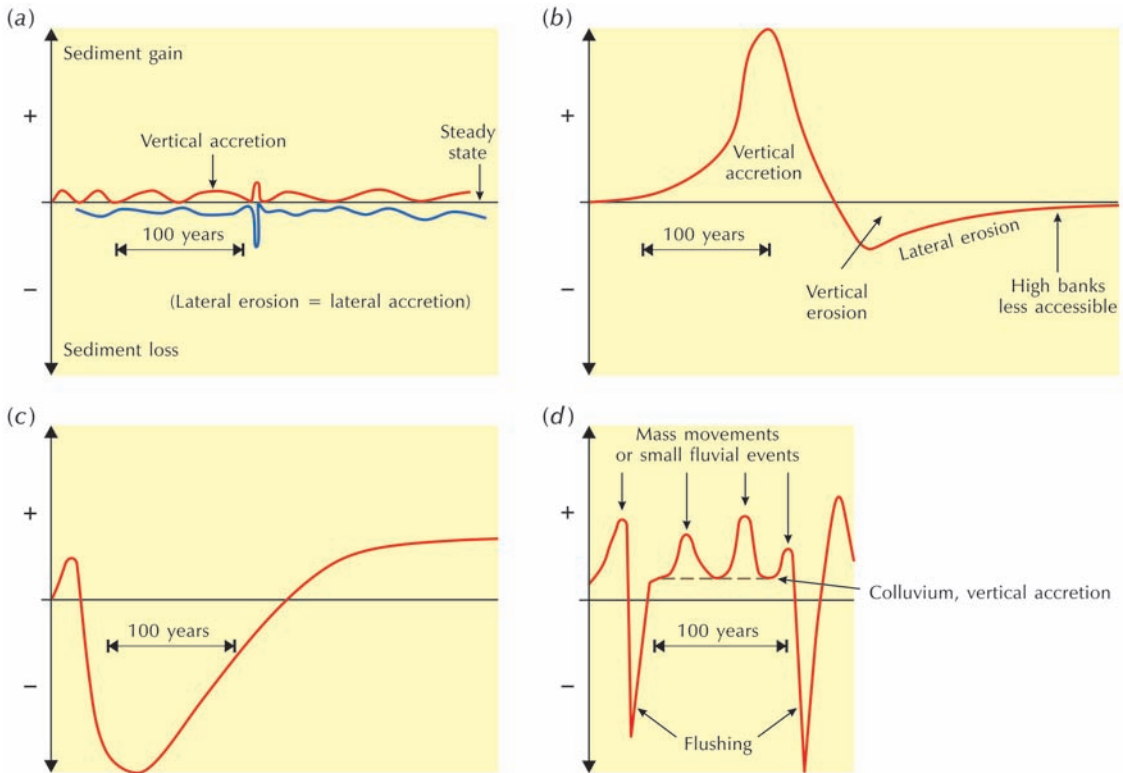 (a)
Sediment gain
+
Vertical accretion
Steady
state
100 years
−
(Lateral erosion = lateral accretion)
Sediment loss
(b)
+
Vertical
accretion
100 years
Lateral erosion
−
Vertical
erosion
High banks
less accessible
(c)
+
100 years
−
(d)
Mass movements
or small fluvial events
+
Colluvium, vertical accretion
100 years
−
Flushing